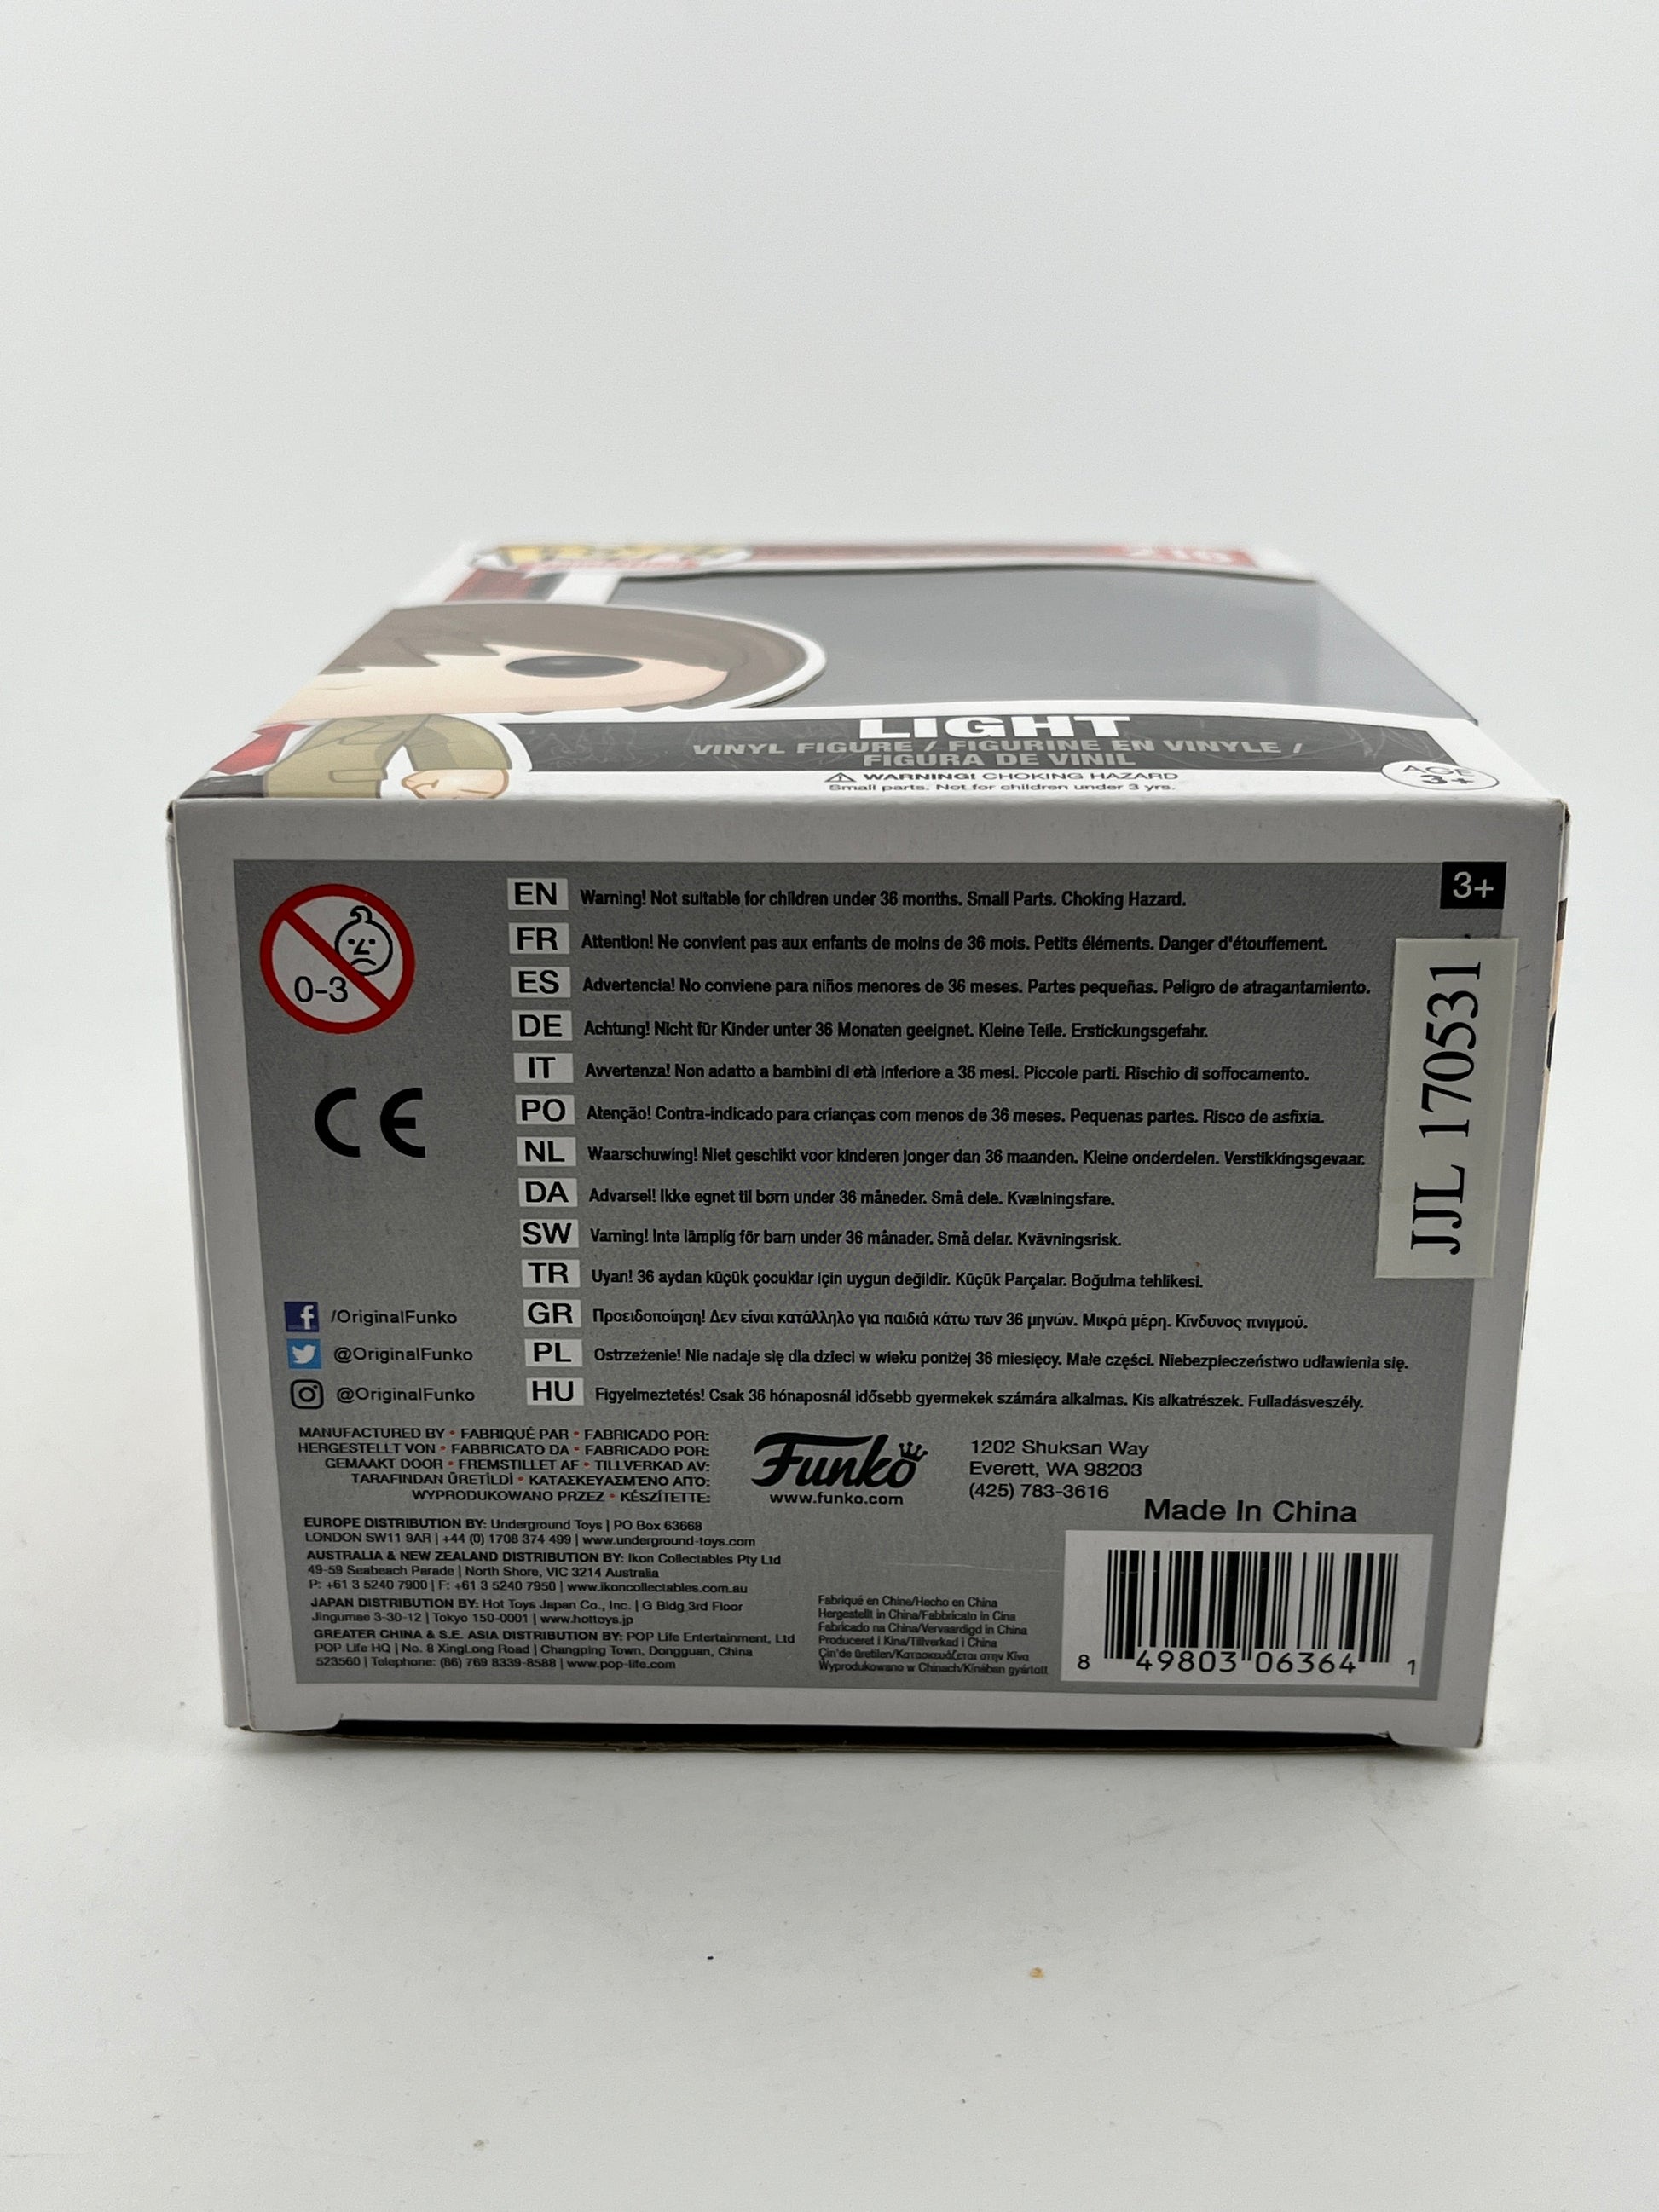 LIGHT
VINYL FIGURE / FIGURINE EN VINYLE /
FIGURA DE VINIL
WARNING! CHOKING HAZARD
Small parts. Not for children under 3 yrs.
AGE
3+
3+
0-3
EN Warning! Not suitable for children under 36 months. Small Parts. Choking Hazard.
FR Attention! Ne convient pas aux enfants de moins de 36 mois. Petits éléments. Danger d'étouffement.
ES Advertencia! No conviene para niños menores de 36 meses. Partes pequeñas. Peligro de atragantamiento.
DE Achtung! Nicht für Kinder unter 36 Monaten geeignet. Kleine Teile. Erstickungsgefahr.
IT Avvertenza! Non adatto a bambini di età inferiore a 36 mesi. Piccole parti. Rischio di soffocamento.
PO Atenção! Contra-indicado para crianças com menos de 36 meses. Pequenas partes. Risco de asfixia.
NL Waarschuwing! Niet geschikt voor kinderen jonger dan 36 maanden. Kleine onderdelen. Verstikkingsgevaar.
DA Advarsel! Ikke egnet til børn under 36 måneder. Små dele. Kvælningsfare.
SW Varning! Inte lämplig för barn under 36 månader. Små delar. Kvävningsrisk.
TR Uyan! 36 aydan küçük çocuklar için uygun değildir. Küçük Parçalar. Boğulma tehlikesi.
GR Προειδοποίηση! Δεν είναι κατάλληλο για παιδιά κάτω των 36 μηνών. Μικρά μέρη. Κίνδυνος πνιγμού.
PL Ostrzeżenie! Nie nadaje się dla dzieci w wieku poniżej 36 miesięcy. Małe części. Niebezpieczeństwo udławienia się.
HU Figyelmeztetés! Csak 36 hónaposnál idősebb gyermekek számára alkalmas. Kis alkatrészek. Fulladásveszély.
JJL 170531
CE
/OriginalFunko
@OriginalFunko
@OriginalFunko
MANUFACTURED BY • FABRIQUÉ PAR • FABRICADO POR:
HERGESTELLT VON • FABBRICATO DA • FABRICADO POR:
GEMAAKT DOOR • FREMSTILLET AF • TILLVERKAD AV:
TARAFINDAN ÜRETİLDİ • ΚΑΤΑΣΚΕΥΑΣΜΈΝΟ ΑΠΌ:
WYPRODUKOWANO PRZEZ • KÉSZÍTETTE:
Funko
www.funko.com
1202 Shuksan Way
Everett, WA 98203
(425) 783-3616
Made In China
EUROPE DISTRIBUTION BY: Underground Toys | PO Box 63668
LONDON SW11 9AR | +44 (0) 1708 374 499 | www.underground-toys.com
AUSTRALIA & NEW ZEALAND DISTRIBUTION BY: Ikon Collectables Pty Ltd
49-59 Seabeach Parade | North Shore, VIC 3214 Australia
P: +61 3 5240 7900 | F: +61 3 5240 7950 | www.ikoncollectables.com.au
JAPAN DISTRIBUTION BY: Hot Toys Japan Co., Inc. | G Bldg 3rd Floor
Jingumae 3-30-12 | Tokyo 150-0001 | www.hottoys.jp
GREATER CHINA & S.E. ASIA DISTRIBUTION BY: POP Life Entertainment, Ltd
POP Life HQ | No. 8 XingLong Road | Changping Town, Dongguan, China
523560 | Telephone: (86) 769 8339-8588 | www.pop-life.com
Fabriqué en Chine/Hecho en China
Hergestellt in China/Fabbricato in Cina
Fabricado na China/Vervaardigd in China
Produceret i Kina/Tillverkad i China
Çin'de üretilen/Κατασκευάζεται στην Κίνα
Wyprodukowano w Chinach/Kínában gyártott
8 49803 06364 1